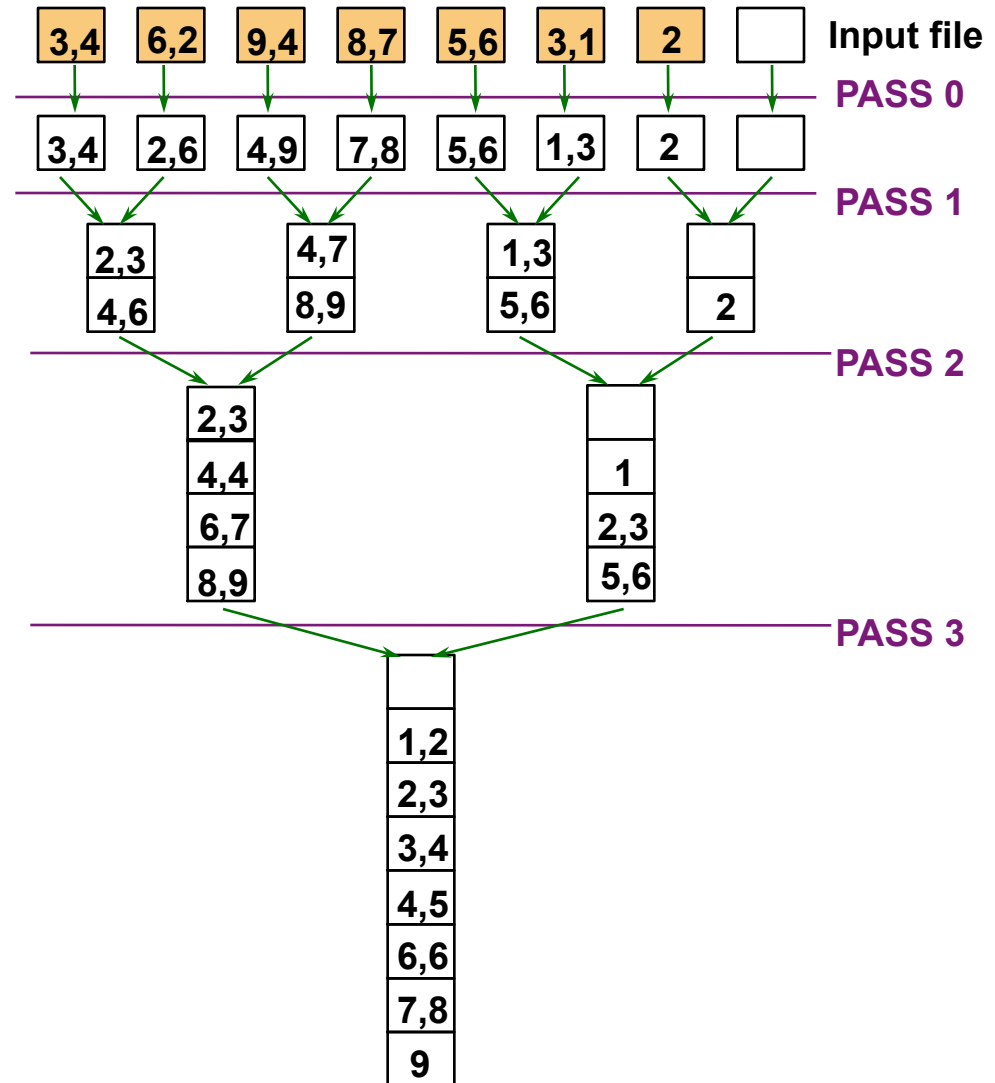 3,4 6,2 9,4 8,7 5,6 3,1 2 Input file
PASS 0
3,4 2,6 4,9 7,8 5,6 1,3 2
PASS 1
2,3 4,7 1,3
4,6 8,9 5,6 2
PASS 2
2,3
4,4 1
6,7 2,3
8,9 5,6
PASS 3
1,2
2,3
3,4
4,5
6,6
7,8
9